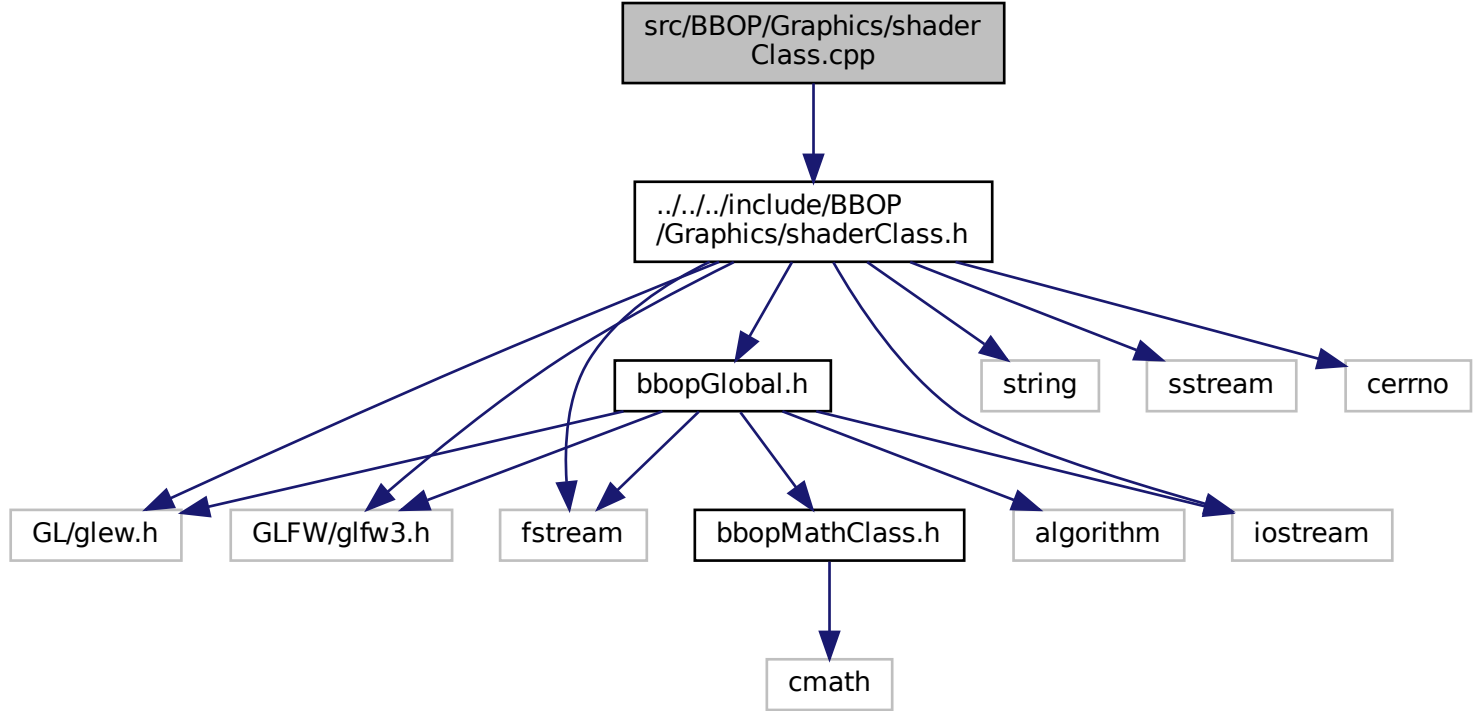 src/BBOP/Graphics/shader
Class.cpp
../../../include/BBOP
/Graphics/shaderClass.h
bbopGlobal.h
string
sstream
cerrno
GL/glew.h
GLFW/glfw3.h
fstream
bbopMathClass.h
algorithm
iostream
cmath